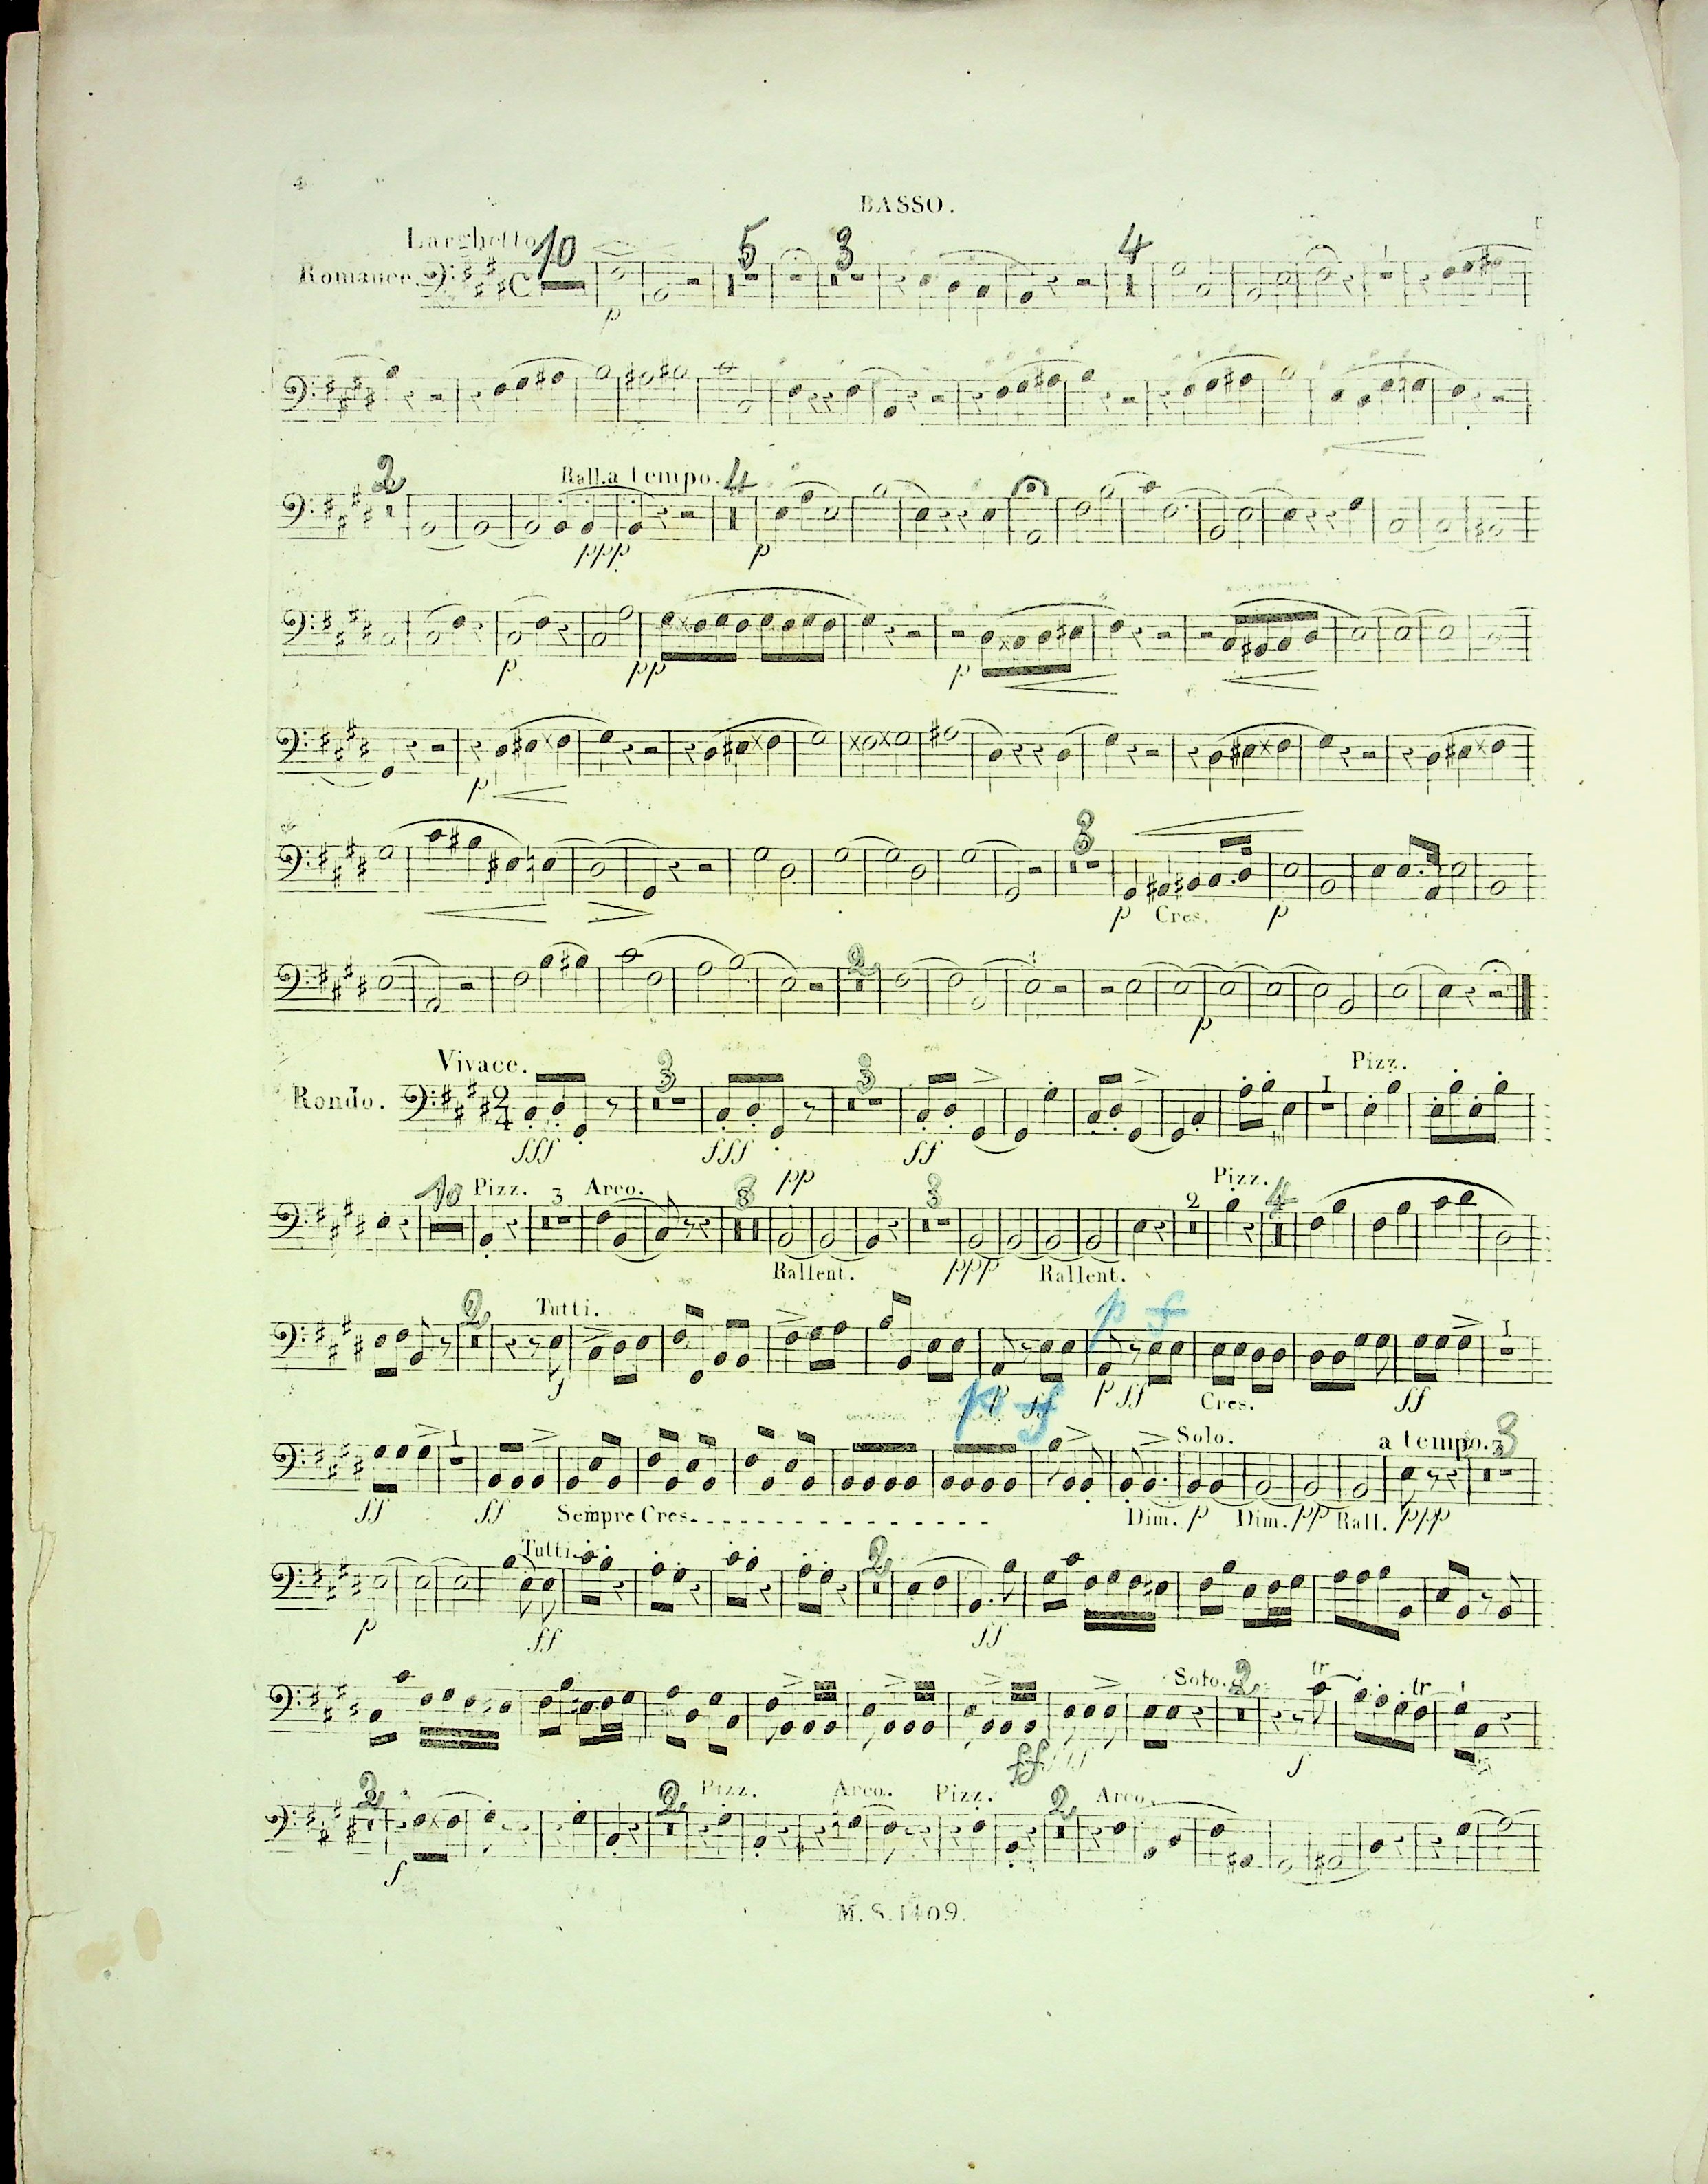 4
BASSO.
Larghetto
10
5
3
4
Romance.
C
p
2
Rall. a tempo.
4
ppp
p
p.
pp
p
p
3
p
Cres.
p
2
p
Vivace.
Rondo.
2
4
3
3
I
Pizz.
fff
fff
ff
10
Pizz.
3
Arco.
8
pp
3
2
Pizz.
4
Rallent.
ppp
Rallent.
2
Tutti.
p f
I
f
p
ff
p ff
Cres.
ff
p f
I
Solo.
a tempo.
3
ff
ff
Sempre Cres.
Dim.
p
Dim.
pp
Rall.
ppp
Tutti.
2
p
ff
ff
Solo.
2
tr
tr
ff
f
2
2
Pizz.
Arco.
Pizz.
2
Arco.
f
M. S. 1409.